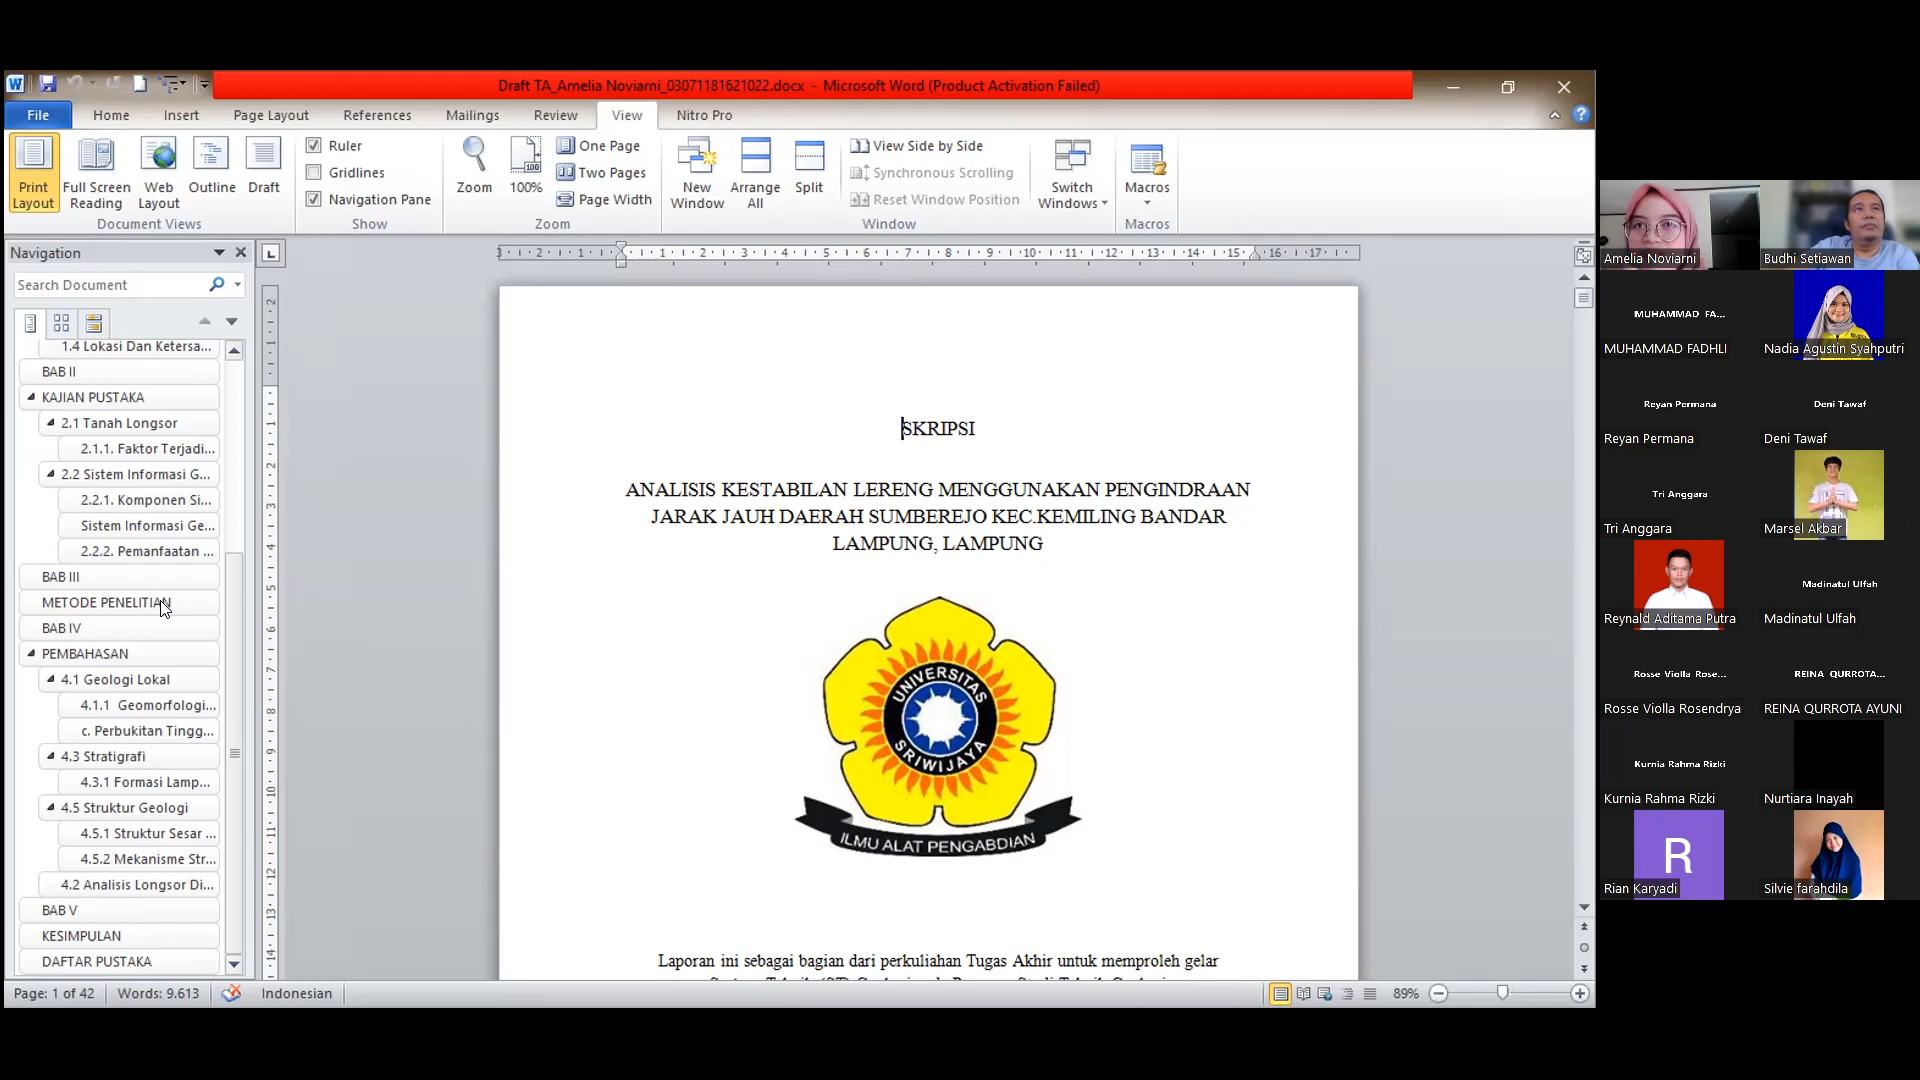 Draft TA_Amelia Noviarni_03071181621022.docx - Microsoft Word (Product Activation Failed)
File Home Insert Page Layout References Mailings Review View Nitro Pro
Print Layout
Full Screen Reading
Web Layout
Outline
Draft
Document Views
Ruler
Gridlines
Navigation Pane
Show
Zoom
100%
One Page
Two Pages
Page Width
Zoom
New Window
Arrange All
Split
View Side by Side
Synchronous Scrolling
Reset Window Position
Window
Switch Windows
Macros
Macros
Navigation
Search Document
1.4 Lokasi Dan Ketersa...
BAB II
KAJIAN PUSTAKA
2.1 Tanah Longsor
2.1.1. Faktor Terjadi...
2.2 Sistem Informasi G...
2.2.1. Komponen Si...
Sistem Informasi Ge...
2.2.2. Pemanfaatan ...
BAB III
METODE PENELITIAN
BAB IV
PEMBAHASAN
4.1 Geologi Lokal
4.1.1 Geomorfologi...
c. Perbukitan Tingg...
4.3 Stratigrafi
4.3.1 Formasi Lamp...
4.5 Struktur Geologi
4.5.1 Struktur Sesar ...
4.5.2 Mekanisme Str...
4.2 Analisis Longsor Di...
BAB V
KESIMPULAN
DAFTAR PUSTAKA
SKRIPSI
ANALISIS KESTABILAN LERENG MENGGUNAKAN PENGINDRAAN
JARAK JAUH DAERAH SUMBEREJO KEC.KEMILING BANDAR
LAMPUNG, LAMPUNG
UNIVERSITAS
SRIWIJAYA
ILMU ALAT PENGABDIAN
Laporan ini sebagai bagian dari perkuliahan Tugas Akhir untuk memproleh gelar
Page: 1 of 42 Words: 9.613 Indonesian 89%
Amelia Noviarni
Budhi Setiawan
MUHAMMAD FA...
MUHAMMAD FADHLI
Nadia Agustin Syahputri
Reyan Permana
Reyan Permana
Deni Tawaf
Deni Tawaf
Tri Anggara
Tri Anggara
Marsel Akbar
Reynald Aditama Putra
Madinatul Ulfah
Madinatul Ulfah
Rosse Violla Rose...
Rosse Violla Rosendrya
REINA QURROTA...
REINA QURROTA AYUNI
Kurnia Rahma Rizki
Kurnia Rahma Rizki
Nurtiara Inayah
R
Rian Karyadi
Silvie farahdila